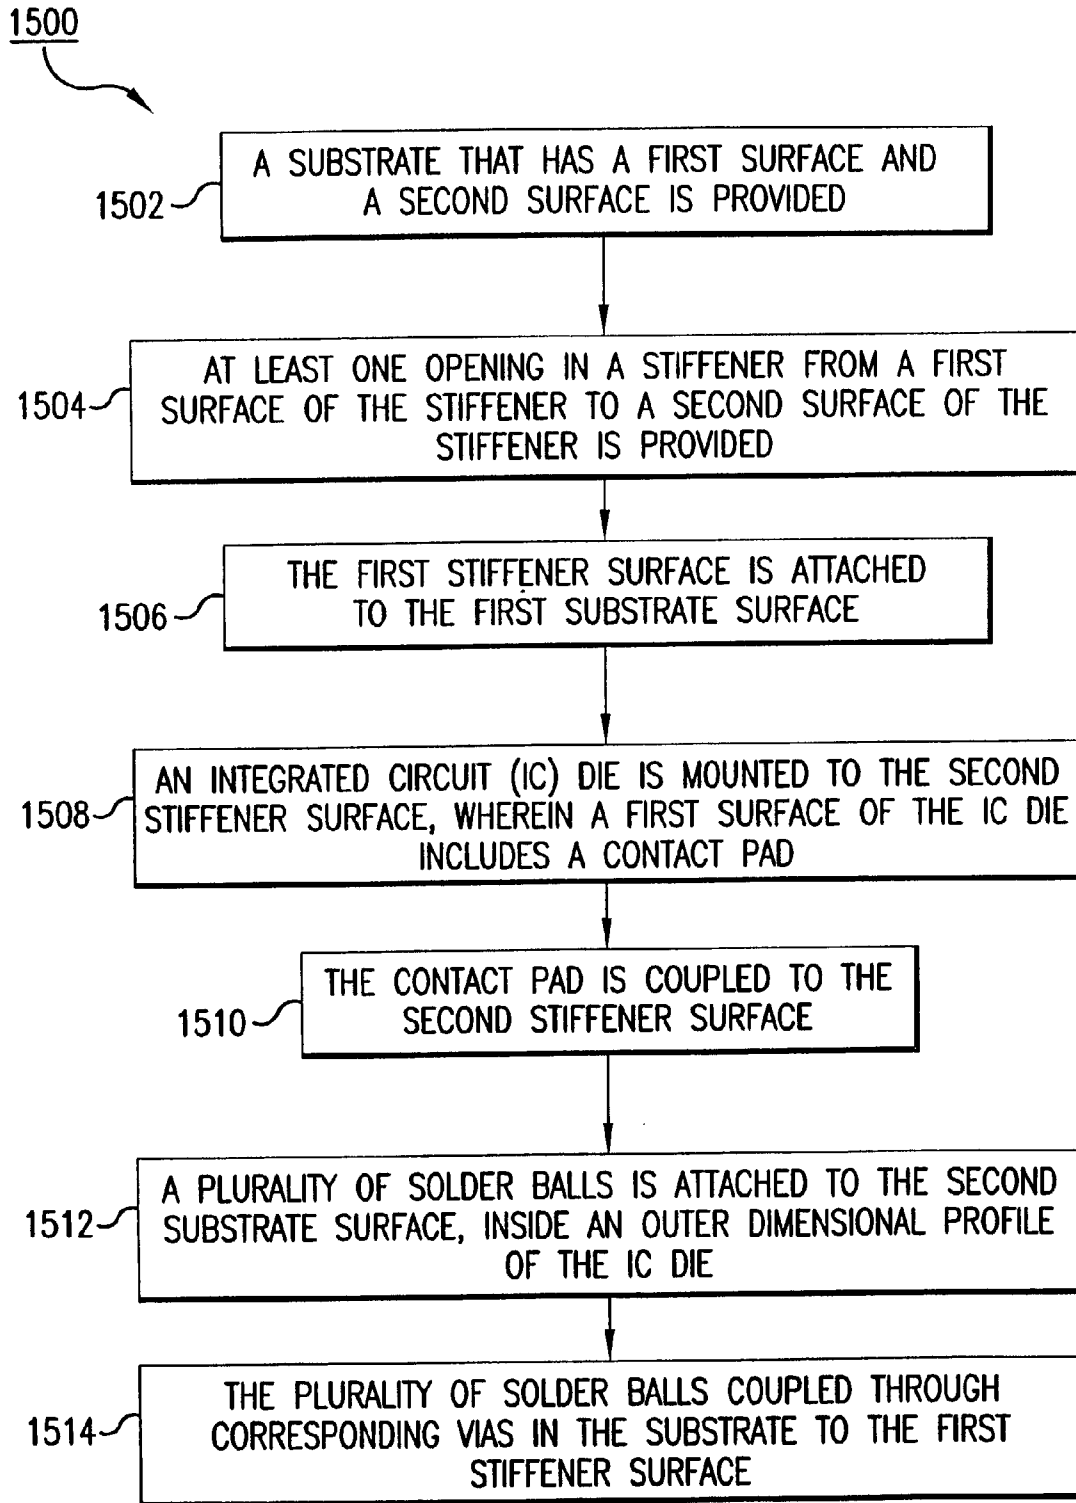 1500
A SUBSTRATE THAT HAS A FIRST SURFACE AND
A SECOND SURFACE IS PROVIDED
1502
AT LEAST ONE OPENING IN A STIFFENER FROM A FIRST
SURFACE OF THE STIFFENER TO A SECOND SURFACE OF THE
STIFFENER IS PROVIDED
1504
THE FIRST STIFFENER SURFACE IS ATTACHED
TO THE FIRST SUBSTRATE SURFACE
1506
AN INTEGRATED CIRCUIT (IC) DIE IS MOUNTED TO THE SECOND
STIFFENER SURFACE, WHEREIN A FIRST SURFACE OF THE IC DIE
INCLUDES A CONTACT PAD
1508
THE CONTACT PAD IS COUPLED TO THE
SECOND STIFFENER SURFACE
1510
A PLURALITY OF SOLDER BALLS IS ATTACHED TO THE SECOND
SUBSTRATE SURFACE, INSIDE AN OUTER DIMENSIONAL PROFILE
OF THE IC DIE
1512
THE PLURALITY OF SOLDER BALLS COUPLED THROUGH
CORRESPONDING VIAS IN THE SUBSTRATE TO THE FIRST
STIFFENER SURFACE
1514